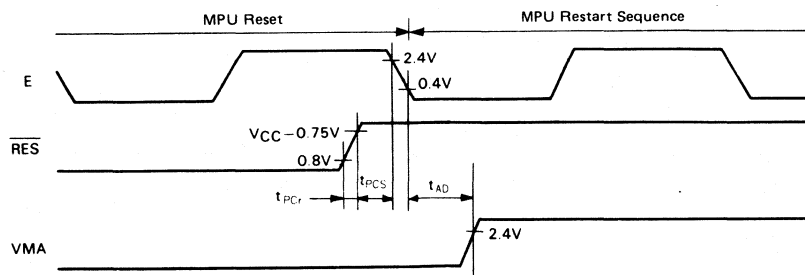 MPU Reset
MPU Restart Sequence
E
2.4V
0.4V
RES
VCC−0.75V
0.8V
tPCr
tPCS
tAD
VMA
2.4V